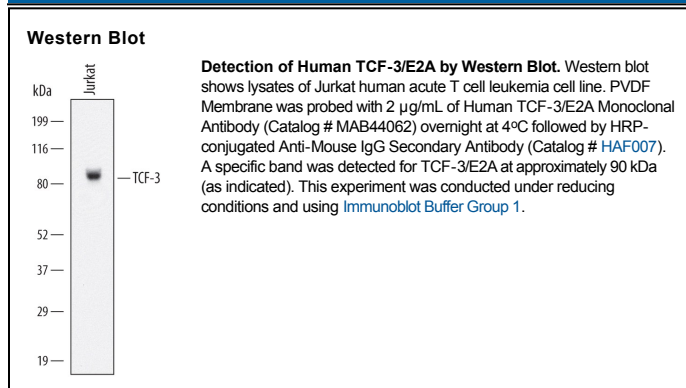 Western Blot
Detection of Human TCF-3/E2A by Western Blot. Western blot
shows lysates of Jurkat human acute T cell leukemia cell line. PVDF
Membrane was probed with 2 µg/mL of Human TCF-3/E2A Monoclonal
Antibody (Catalog # MAB44062) overnight at 4ºC followed by HRP-
conjugated Anti-Mouse IgG Secondary Antibody (Catalog # HAF007).
A specific band was detected for TCF-3/E2A at approximately 90 kDa
(as indicated). This experiment was conducted under reducing
conditions and using Immunoblot Buffer Group 1.
Jurkat
kDa
199
116
80
TCF-3
52
37
29
19